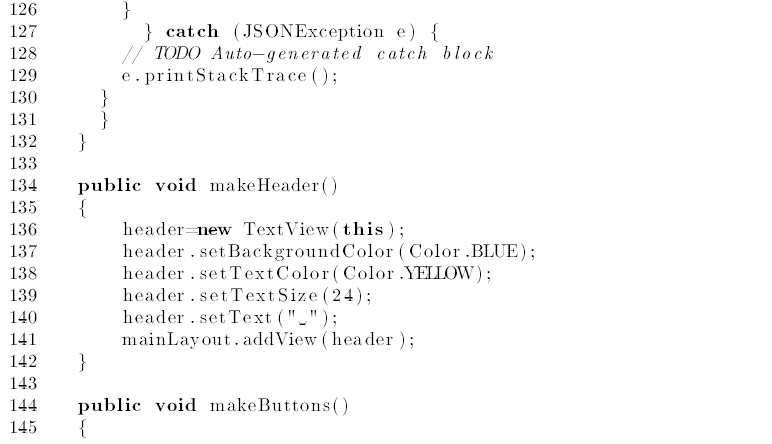 126 }
127 } catch (JSONException e) {
128 // TODO Auto-generated catch block
129 e.printStackTrace();
130 }
131 }
132 }
133
134 public void makeHeader()
135 {
136 header=new TextView(this);
137 header.setBackgroundColor(Color.BLUE);
138 header.setTextColor(Color.YELLOW);
139 header.setTextSize(24);
140 header.setText("␣");
141 mainLayout.addView(header);
142 }
143
144 public void makeButtons()
145 {